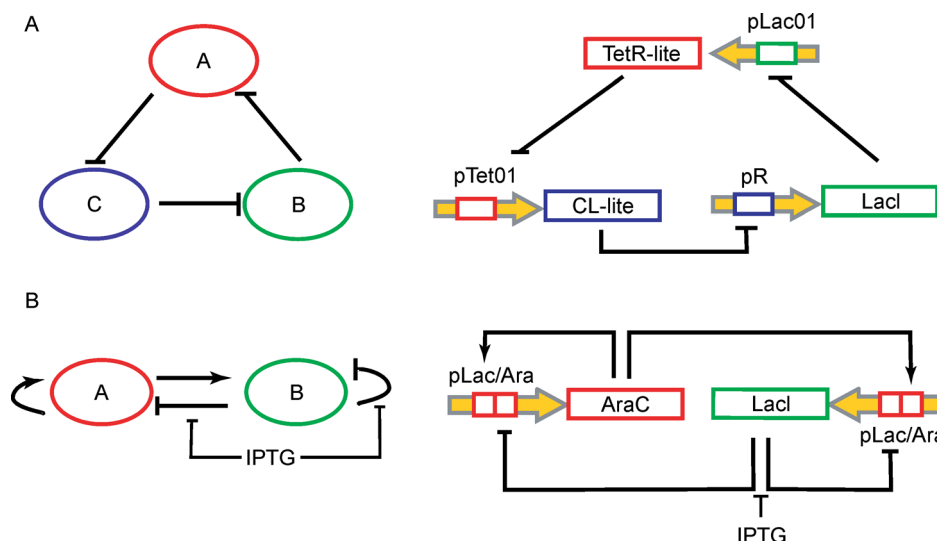 A
A
C
B
pLac01
TetR-lite
pTet01
CL-lite
pR
LacI
B
A
B
IPTG
pLac/Ara
AraC
LacI
pLac/Ara
IPTG